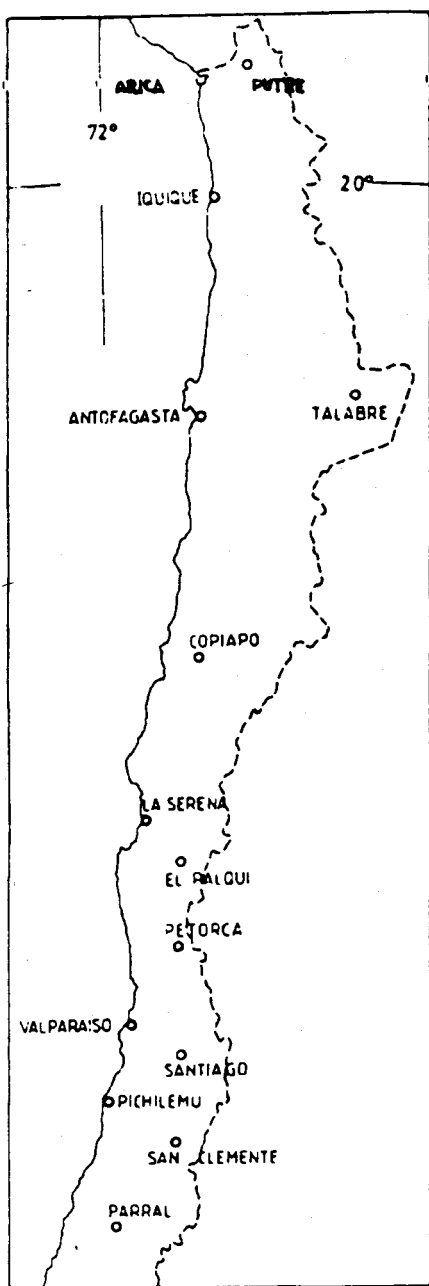 ARICA
PUTRE
72°
IQUIQUE
20°
ANTOFAGASTA
TALABRE
COPIAPO
LA SERENA
EL PALQUI
PETORCA
VALPARAISO
SANTIAGO
PICHILEMU
SAN CLEMENTE
PARRAL